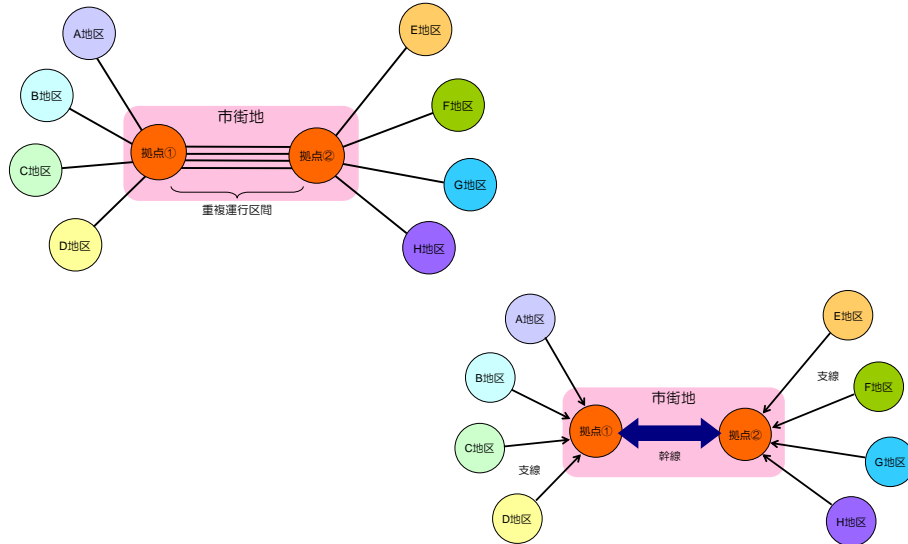 A地区
E地区
B地区
F地区
市街地
拠点①
拠点②
C地区
G地区
重複運行区間
D地区
H地区
A地区
E地区
支線
B地区
F地区
市街地
拠点①
拠点②
C地区
G地区
支線
幹線
D地区
H地区